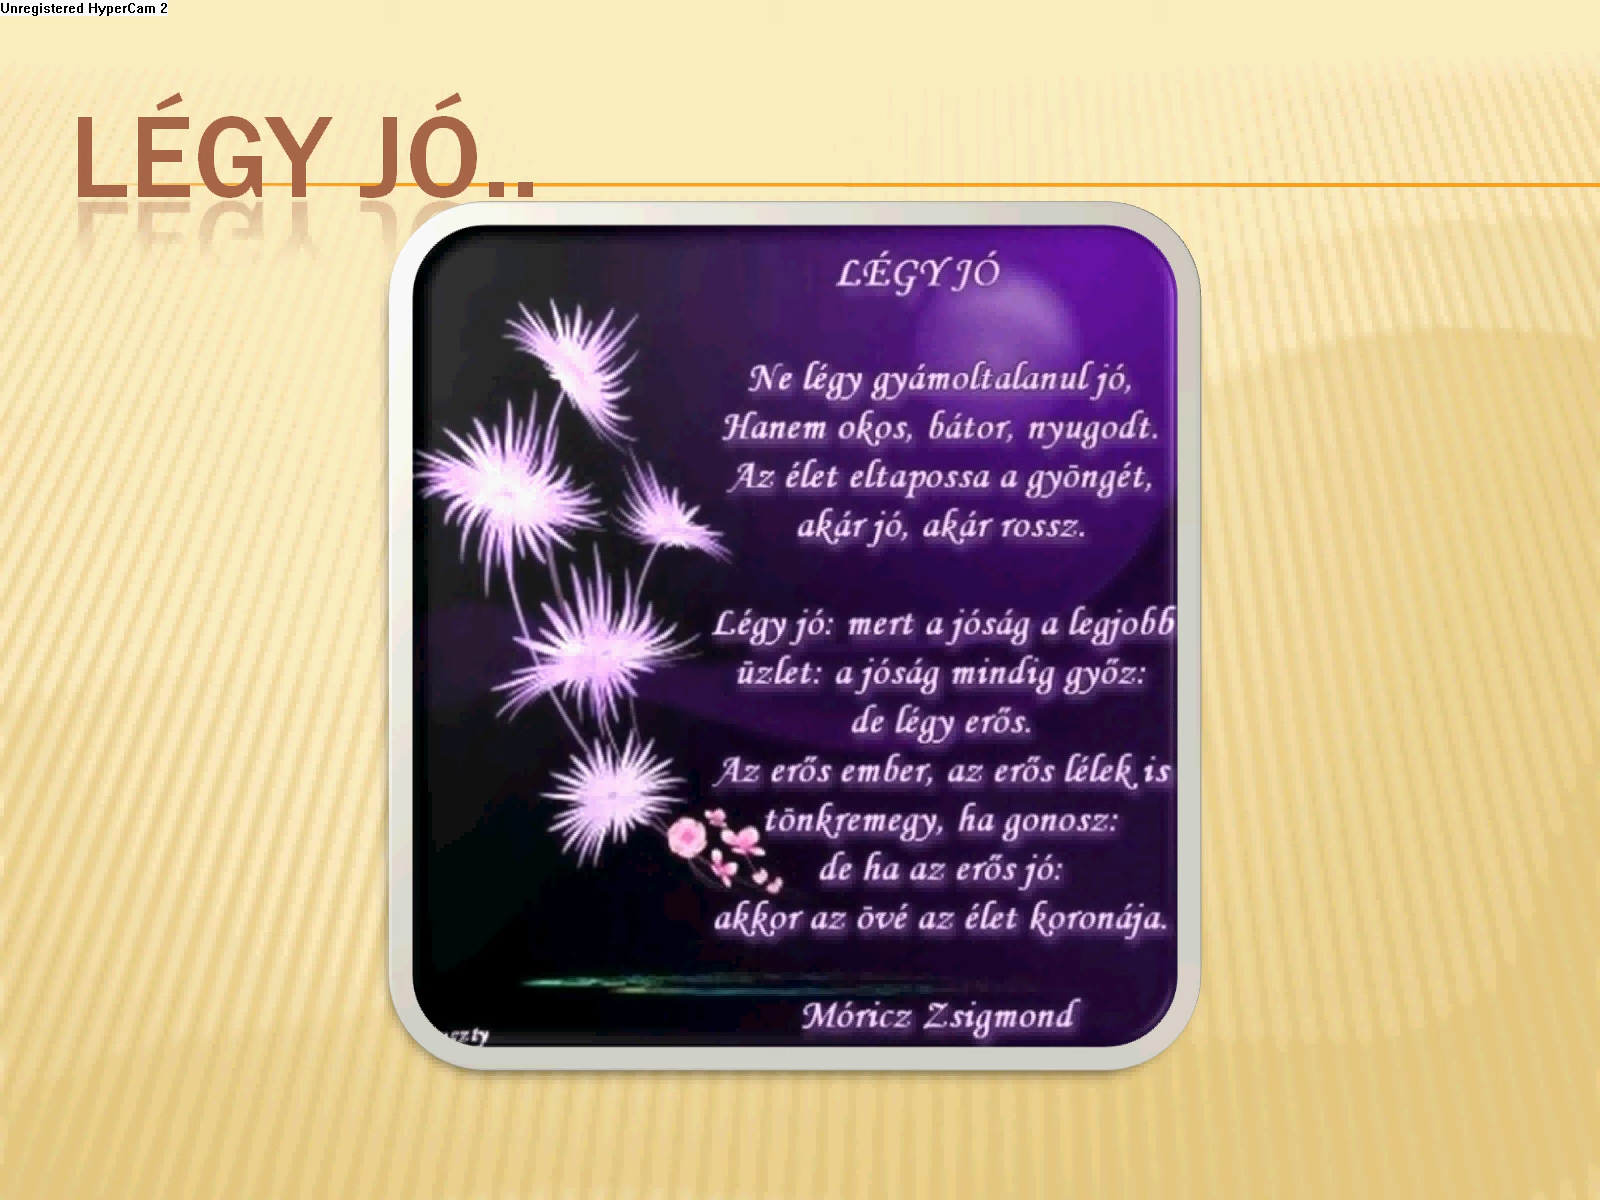 Unregistered HyperCam 2
LÉGY JÓ..
LÉGY JÓ
Ne légy gyámoltalanul jó,
Hanem okos, bátor, nyugodt.
Az élet eltapossa a gyöngét,
akár jó, akár rossz.
Légy jó: mert a jóság a legjobb
üzlet: a jóság mindig győz:
de légy erős.
Az erős ember, az erős lélek is
tönkremegy, ha gonosz:
de ha az erős jó:
akkor az övé az élet koronája.
Móricz Zsigmond